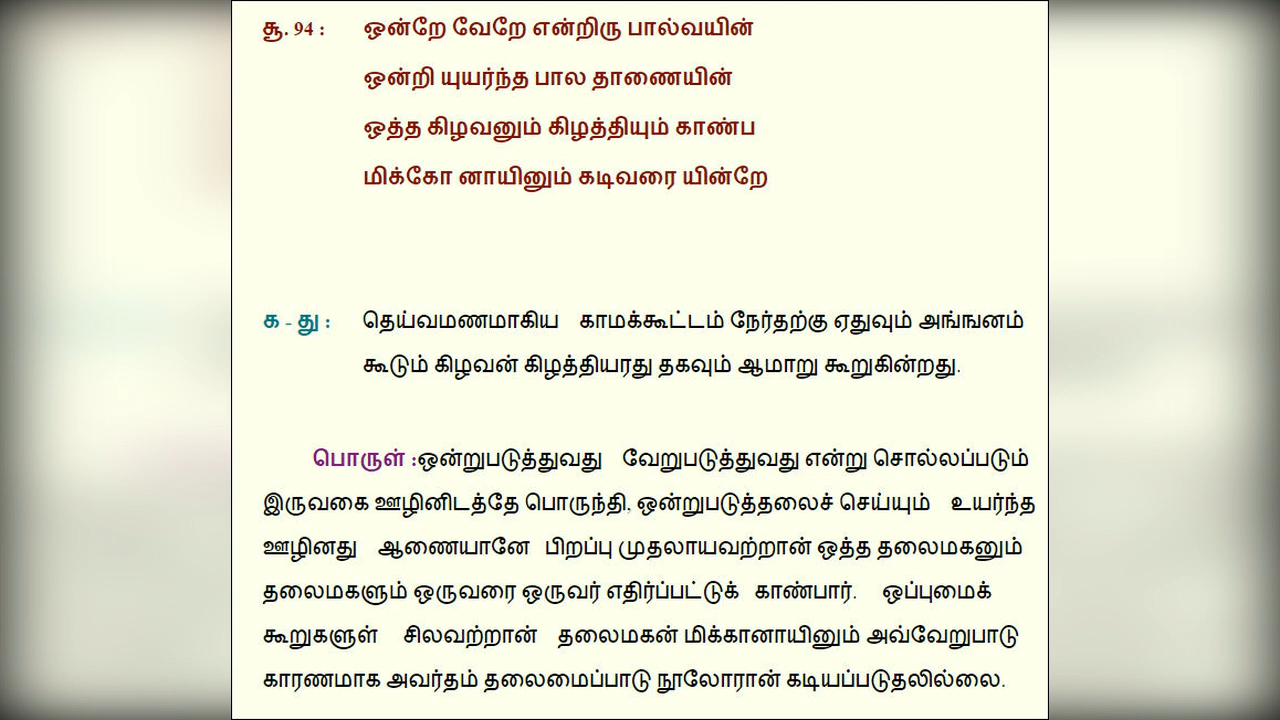 சூ. 94 : ஒன்றே வேறே என்றிரு பால்வயின்
ஒன்றி யுயர்ந்த பால தாணையின்
ஒத்த கிழவனும் கிழத்தியும் காண்ப
மிக்கோ னாயினும் கடிவரை யின்றே
க - து : தெய்வமணமாகிய காமக்கூட்டம் நேர்தற்கு ஏதுவும் அங்ஙனம்
கூடும் கிழவன் கிழத்தியரது தகவும் ஆமாறு கூறுகின்றது.
பொருள் :ஒன்றுபடுத்துவது வேறுபடுத்துவது என்று சொல்லப்படும்
இருவகை ஊழினிடத்தே பொருந்தி, ஒன்றுபடுத்தலைச் செய்யும் உயர்ந்த
ஊழினது ஆணையானே பிறப்பு முதலாயவற்றான் ஒத்த தலைமகனும்
தலைமகளும் ஒருவரை ஒருவர் எதிர்ப்பட்டுக் காண்பார். ஒப்புமைக்
கூறுகளுள் சிலவற்றான் தலைமகன் மிக்கானாயினும் அவ்வேறுபாடு
காரணமாக அவர்தம் தலைமைப்பாடு நூலோரான் கடியப்படுதலில்லை.